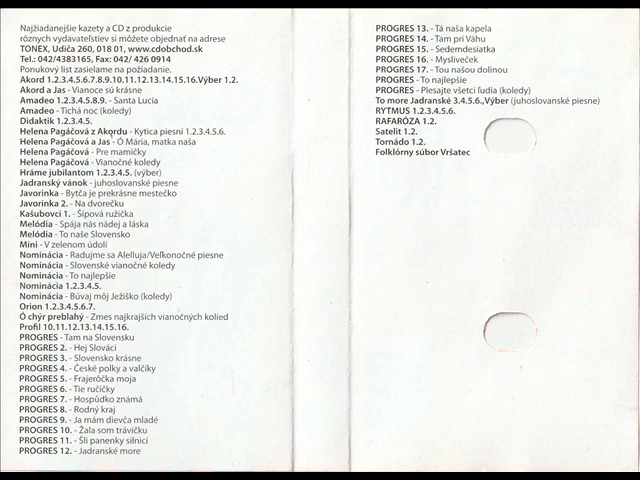 Najžiadanejšie kazety a CD z produkcie
rôznych vydavateľstiev si môžete objednať na adrese
TONEX, Udiča 260, 018 01, www.cdobchod.sk
Tel.: 042/4383165, Fax: 042/ 426 0914
Ponukový list zasielame na požiadanie.
Akord 1.2.3.4.5.6.7.8.9.10.11.12.13.14.15.16.Výber 1.2.
Akord a Jas - Vianoce sú krásne
Amadeo 1.2.3.4.5.8.9. - Santa Lucia
Amadeo - Tichá noc (koledy)
Didaktik 1.2.3.4.5.
Helena Pagáčová z Akordu - Kytica piesní 1.2.3.4.5.6.
Helena Pagáčová a Jas - Ó Mária, matka naša
Helena Pagáčová - Pre mamičky
Helena Pagáčová - Vianočné koledy
Hráme jubilantom 1.2.3.4.5. (výber)
Jadranský vánok - juhoslovanské piesne
Javorinka - Bytča je prekrásne mestečko
Javorinka 2. - Na dvorečku
Kašubovci 1. - Šípová ružička
Melódia - Spája nás nádej a láska
Melódia - To naše Slovensko
Mini - V zelenom údolí
Nominácia - Radujme sa Alelluja/Veľkonočné piesne
Nominácia - Slovenské vianočné koledy
Nominácia - To najlepšie
Nominácia 1.2.3.4.5.
Nominácia - Búvaj môj Ježiško (koledy)
Orion 1.2.3.4.5.6.7.
Ó chýr preblahý - Zmes najkrajších vianočných kolied
Profil 10.11.12.13.14.15.16.
PROGRES - Tam na Slovensku
PROGRES 2. - Hej Slováci
PROGRES 3. - Slovensko krásne
PROGRES 4. - České polky a valčíky
PROGRES 5. - Frajerôčka moja
PROGRES 6. - Tie ručičky
PROGRES 7. - Hospůdko známá
PROGRES 8. - Rodný kraj
PROGRES 9. - Ja mám dievča mladé
PROGRES 10. - Žala som trávičku
PROGRES 11. - Šli panenky silnicí
PROGRES 12. - Jadranské more
PROGRES 13. - Tá naša kapela
PROGRES 14. - Tam pri Váhu
PROGRES 15. - Sedemdesiatka
PROGRES 16. - Mysliveček
PROGRES 17. - Tou našou dolinou
PROGRES - To najlepšie
PROGRES - Plesajte všetci ľudia (koledy)
To more Jadranské 3.4.5.6.,Výber (juhoslovanské piesne)
RYTMUS 1.2.3.4.5.6.
RAFARÓZA 1.2.
Satelit 1.2.
Tornádo 1.2.
Folklórny súbor Vršatec